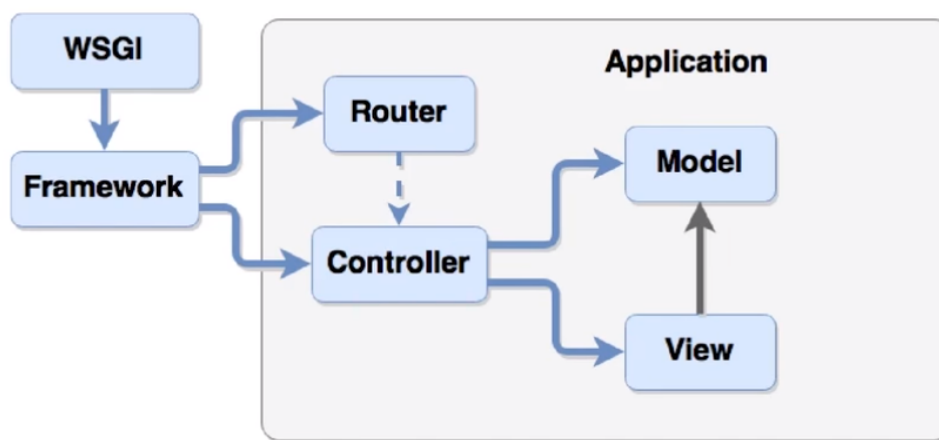 WSGI
Application
Router
Framework
Model
Controller
View